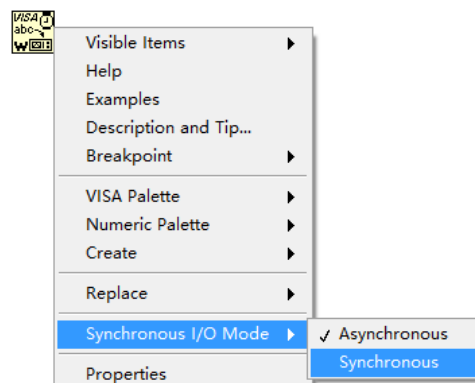 VISA
abc
W
Visible Items
Help
Examples
Description and Tip...
Breakpoint
VISA Palette
Numeric Palette
Create
Replace
Synchronous I/O Mode
✓ Asynchronous
Synchronous
Properties